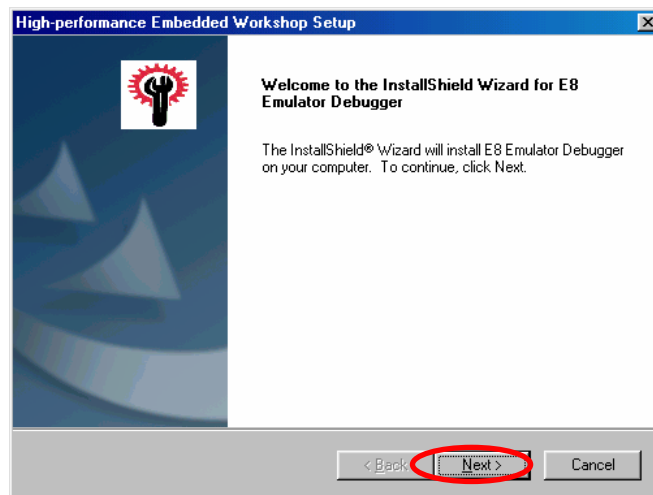 High-performance Embedded Workshop Setup
Welcome to the InstallShield Wizard for E8
Emulator Debugger
The InstallShield® Wizard will install E8 Emulator Debugger
on your computer. To continue, click Next.
< Back
Next >
Cancel